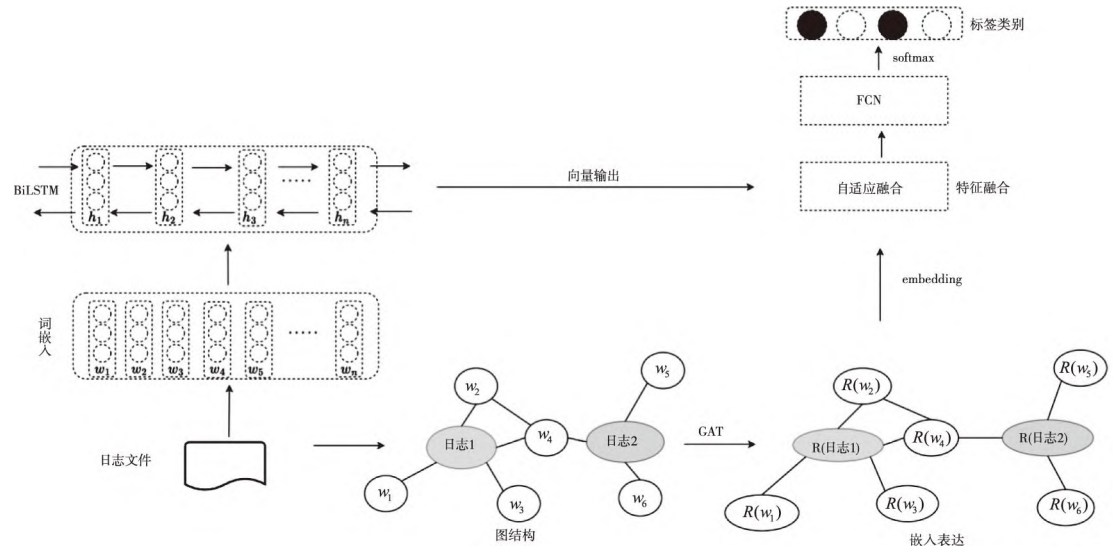 标签类别
softmax
FCN
BiLSTM
h1 h2 h3 ····· hn
向量输出
自适应融合 特征融合
embedding
词嵌入
w1 w2 w3 w4 w5 ····· wn
日志文件
w2
w5
日志1
w4
日志2
w1
w3
w6
图结构
GAT
R(w2)
R(w5)
R(日志1)
R(w4)
R(日志2)
R(w1)
R(w3)
R(w6)
嵌入表达